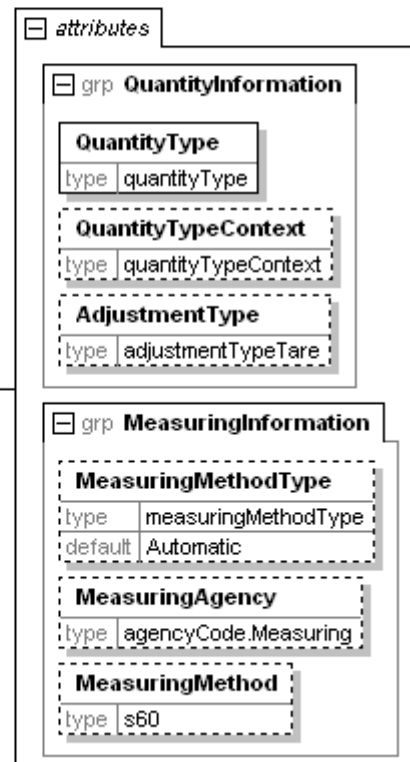 attributes
grp QuantityInformation
QuantityType
type quantityType
QuantityTypeContext
type quantityTypeContext
AdjustmentType
type adjustmentTypeTare
grp MeasuringInformation
MeasuringMethodType
type measuringMethodType
default Automatic
MeasuringAgency
type agencyCode.Measuring
MeasuringMethod
type s60